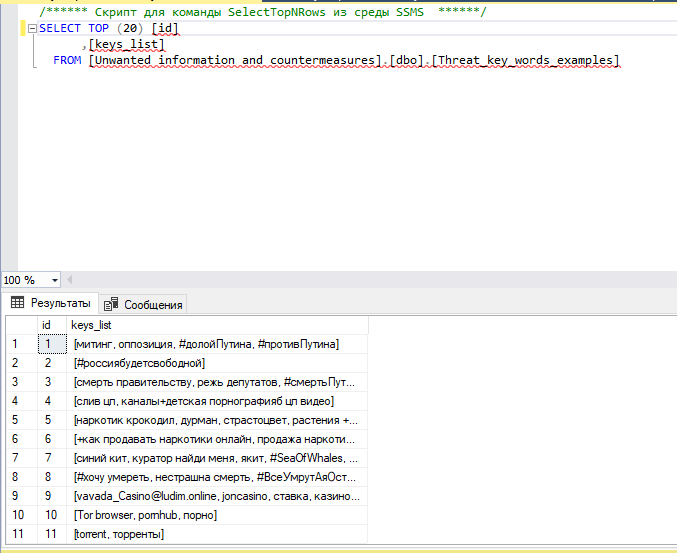 /****** Скрипт для команды SelectTopNRows из среды SSMS ******/
SELECT TOP (20) [id]
,[keys_list]
FROM [Unwanted information and countermeasures].[dbo].[Threat_key_words_examples]
100 %
Результаты Сообщения
id keys_list
1 1 [митинг, оппозиция, #долойПутина, #противПутина]
2 2 [#россиябудетсвободной]
3 3 [смерть правительству, режь депутатов, #смертьПут...
4 4 [слив цп, каналы+детская порнографияб цп видео]
5 5 [наркотик крокодил, дурман, страстоцвет, растения +...
6 6 [+как продавать наркотики онлайн, продажа наркоти...
7 7 [синий кит, куратор найди меня, якит, #SeaOfWhales, ...
8 8 [#хочу умереть, нестрашна смерть, #ВсеУмрутАяОст...
9 9 [vavada_Casino@ludim.online, joncasino, ставка, казино...
10 10 [Tor browser, pornhub, порно]
11 11 [torrent, торренты]